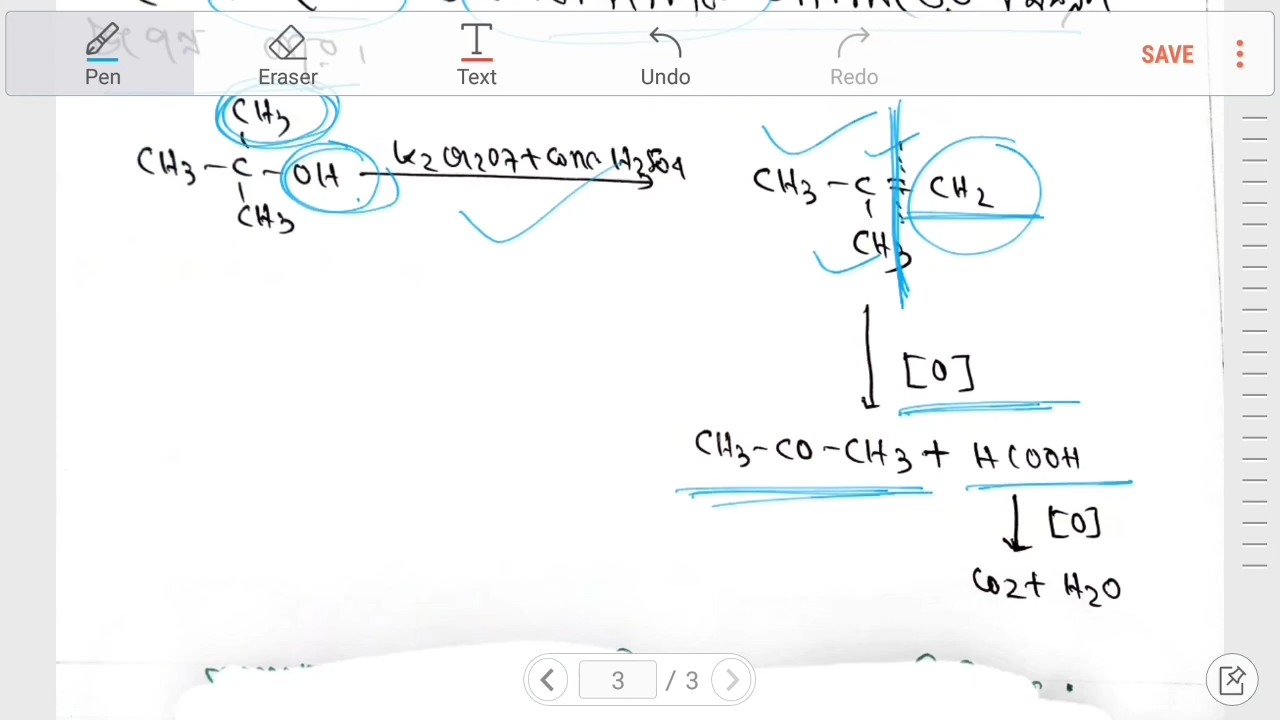 Pen Eraser Text Undo Redo SAVE
CH3
CH3 - C - OH K2Cr2O7 + conc. H2SO4 CH3 - C = CH2
CH3 CH3
[O]
CH3 - CO - CH3 + HCOOH
[O]
CO2 + H2O
3 / 3